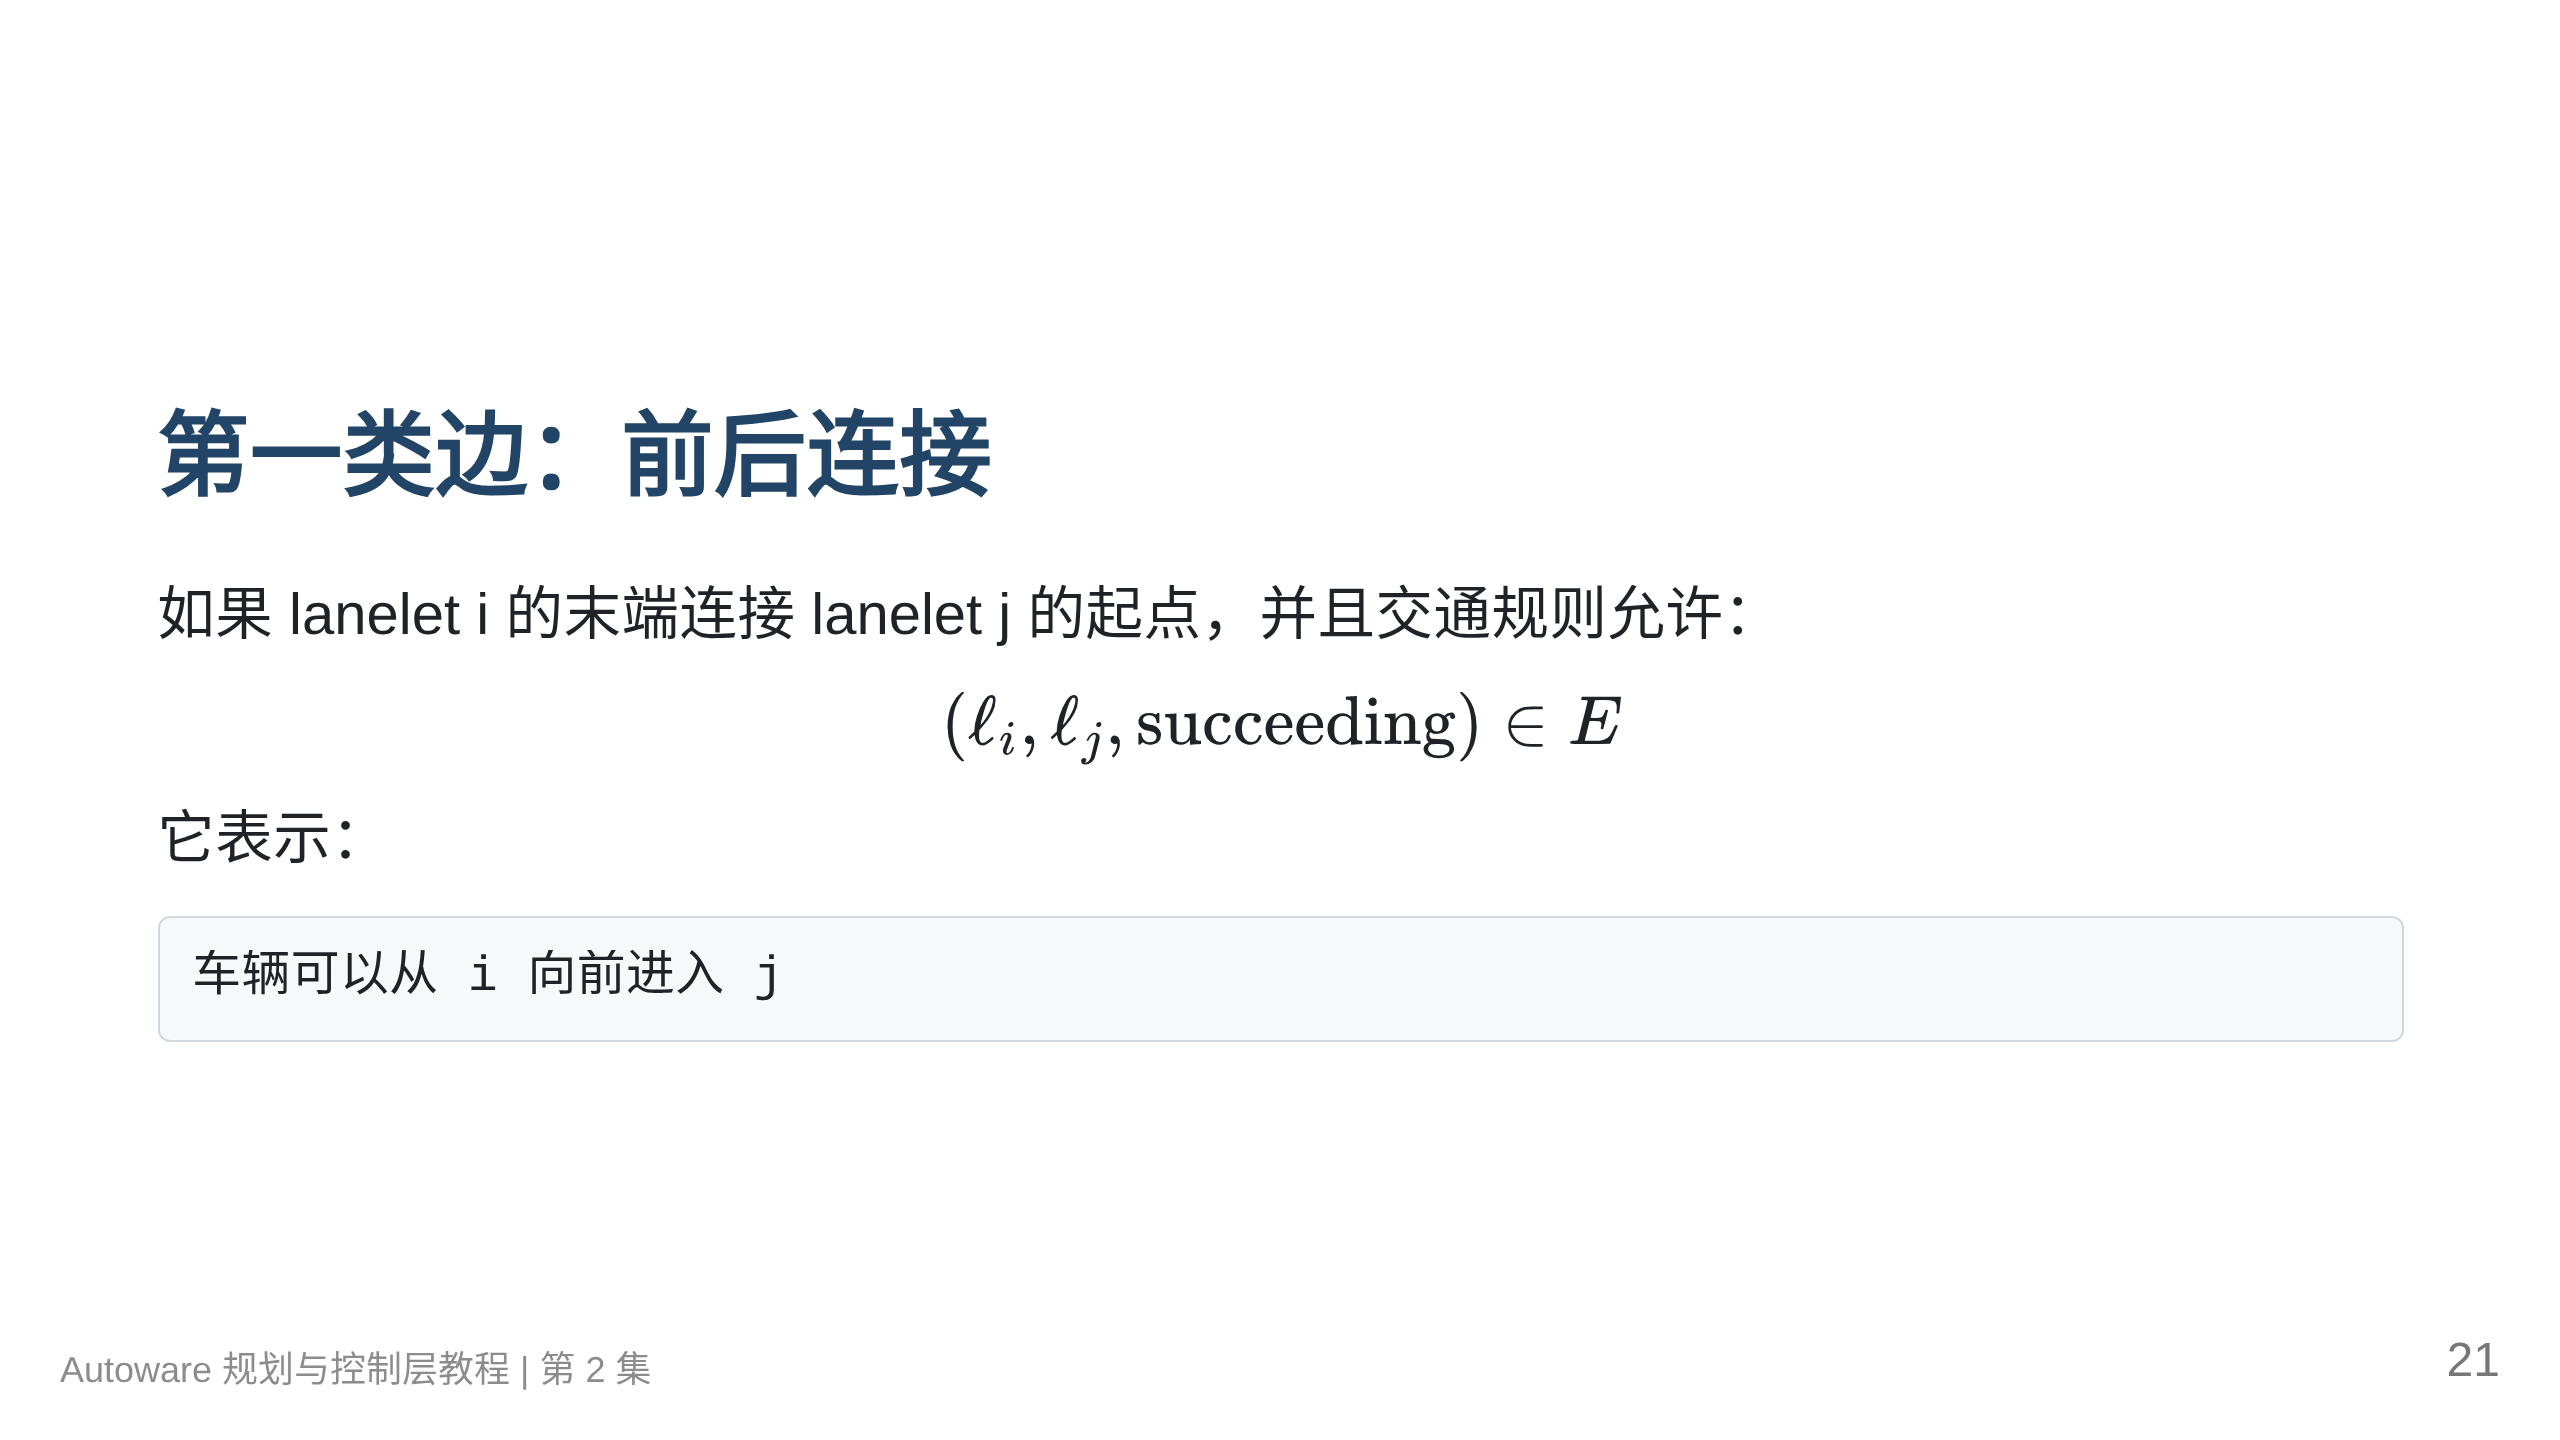 第一类边：前后连接
如果 lanelet i 的末端连接 lanelet j 的起点，并且交通规则允许：
(ℓ_i, ℓ_j, succeeding) ∈ E
它表示：
车辆可以从 i 向前进入 j
Autoware 规划与控制层教程 | 第 2 集
21